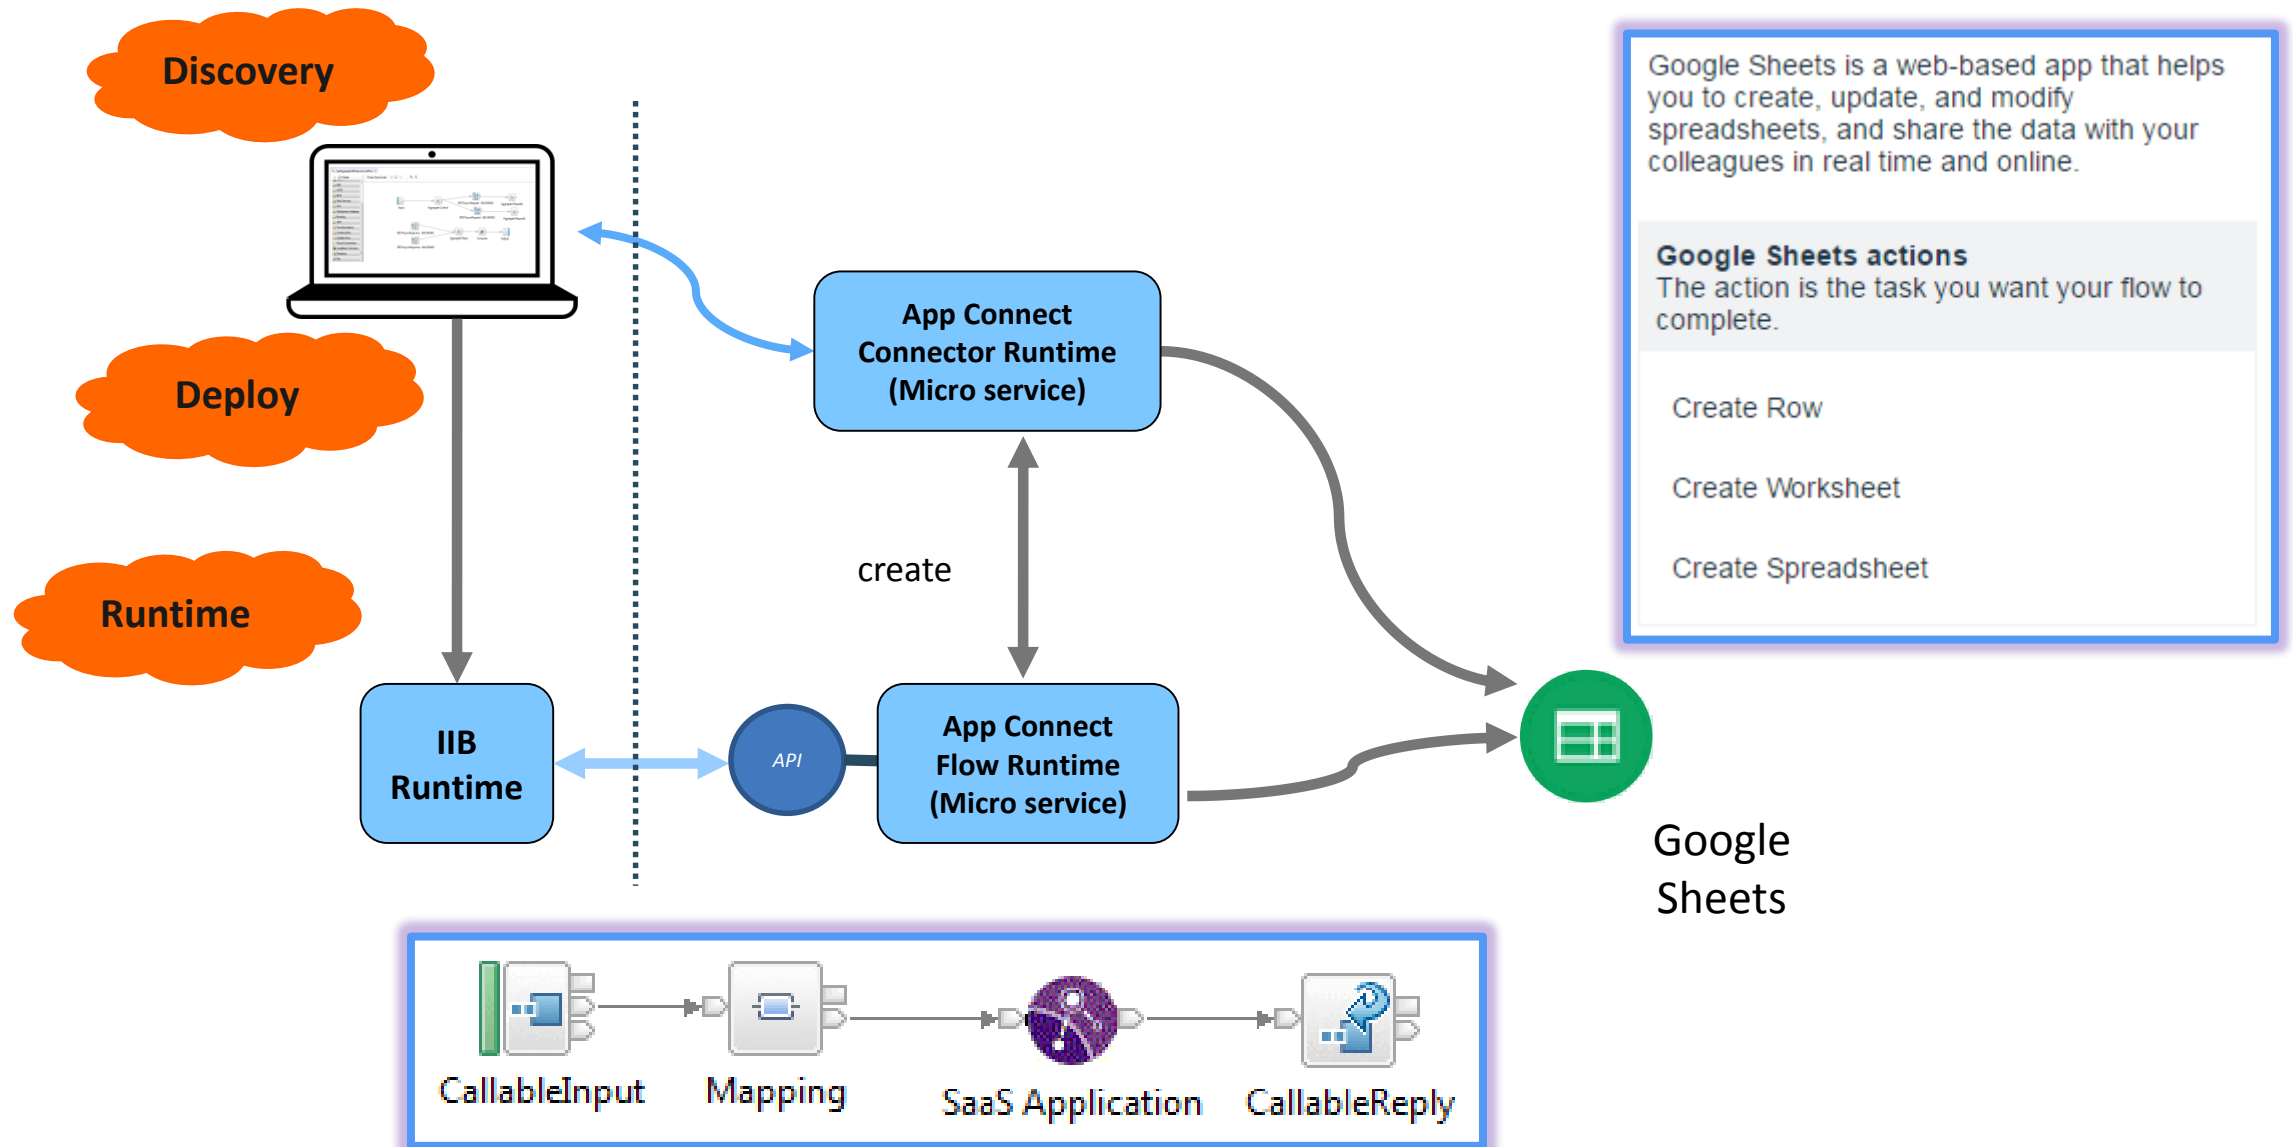 Discovery
Deploy
Runtime
App Connect
Connector Runtime
(Micro service)
create
IIB
Runtime
API
App Connect
Flow Runtime
(Micro service)
Google
Sheets
Google Sheets is a web-based app that helps
you to create, update, and modify
spreadsheets, and share the data with your
colleagues in real time and online.
Google Sheets actions
The action is the task you want your flow to
complete.
Create Row
Create Worksheet
Create Spreadsheet
CallableInput
Mapping
SaaS Application
CallableReply